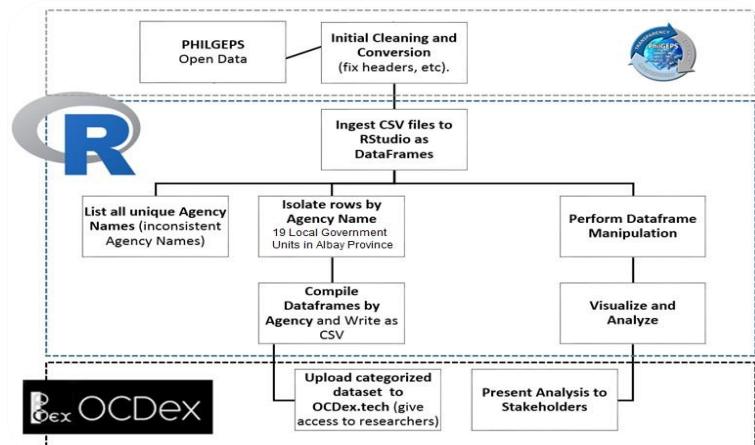 PHILGEPS
Open Data
Initial Cleaning and
Conversion
(fix headers, etc).
TRANSPARENCY
PhilGEPS
R
Ingest CSV files to
RStudio as
DataFrames
List all unique Agency
Names (inconsistent
Agency Names)
Isolate rows by
Agency Name
19 Local Government
Units in Albay Province
Perform Dataframe
Manipulation
Compile
Dataframes by
Agency and Write as
CSV
Visualize and
Analyze
OCDex
Upload categorized
dataset to
OCDex.tech (give
access to researchers)
Present Analysis to
Stakeholders